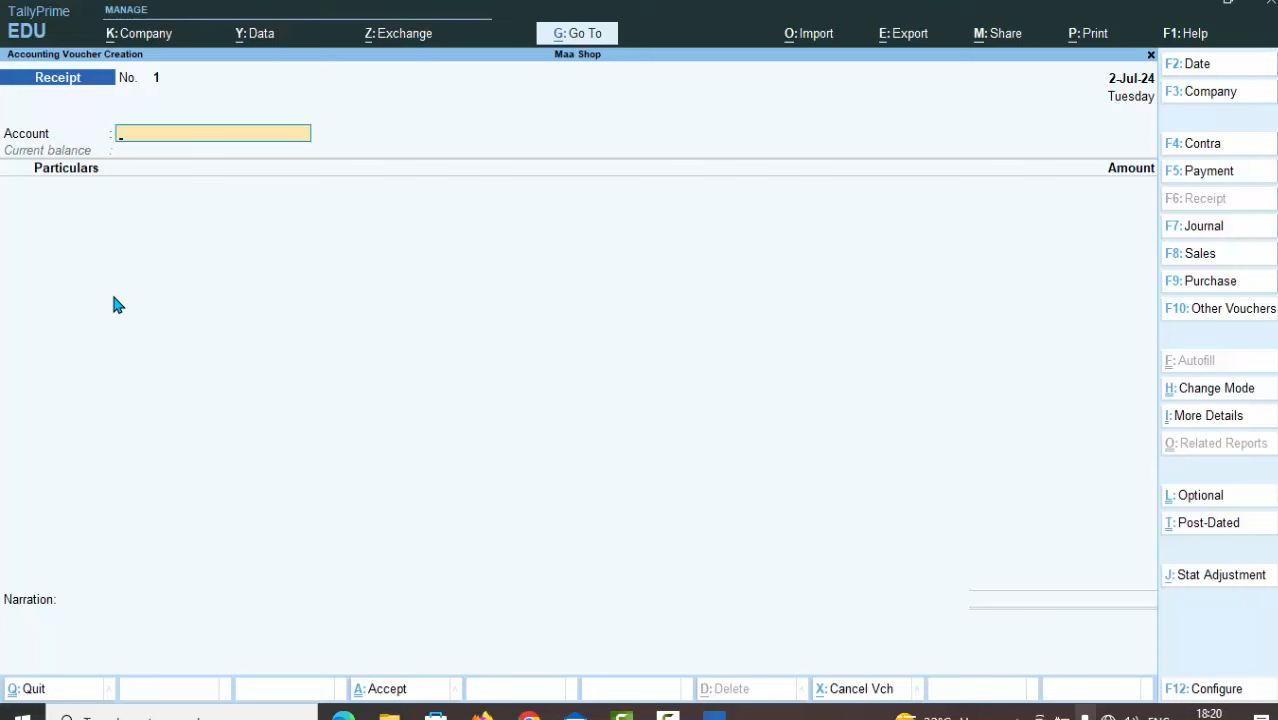 TallyPrime
EDU
MANAGE
K: Company
Y: Data
Z: Exchange
G: Go To
O: Import
E: Export
M: Share
P: Print
F1: Help
Accounting Voucher Creation
Maa Shop
Receipt No. 1
2-Jul-24
Tuesday
Account :
Current balance :
Particulars
Amount
F2: Date
F3: Company
F4: Contra
F5: Payment
F6: Receipt
F7: Journal
F8: Sales
F9: Purchase
F10: Other Vouchers
F: Autofill
H: Change Mode
I: More Details
O: Related Reports
L: Optional
T: Post-Dated
J: Stat Adjustment
Narration:
Q: Quit
A: Accept
D: Delete
X: Cancel Vch
F12: Configure
18:20